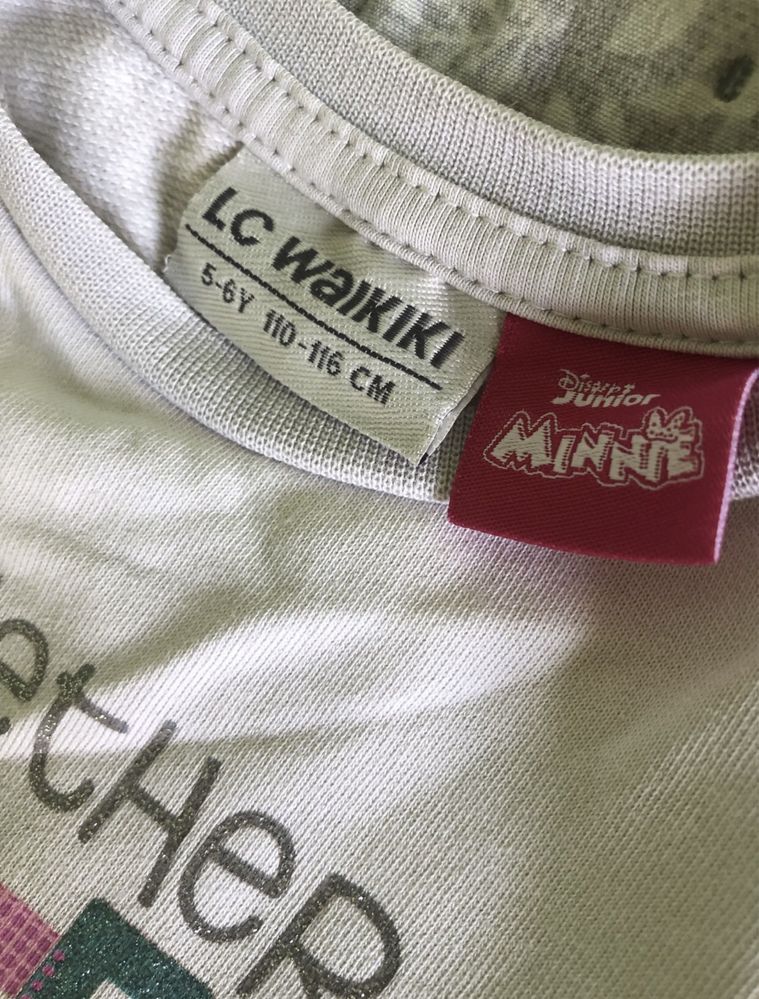 LC WaiKIKI
5-6Y 110-116 CM
Disney
JUNIOR
MINNIE
etHeR